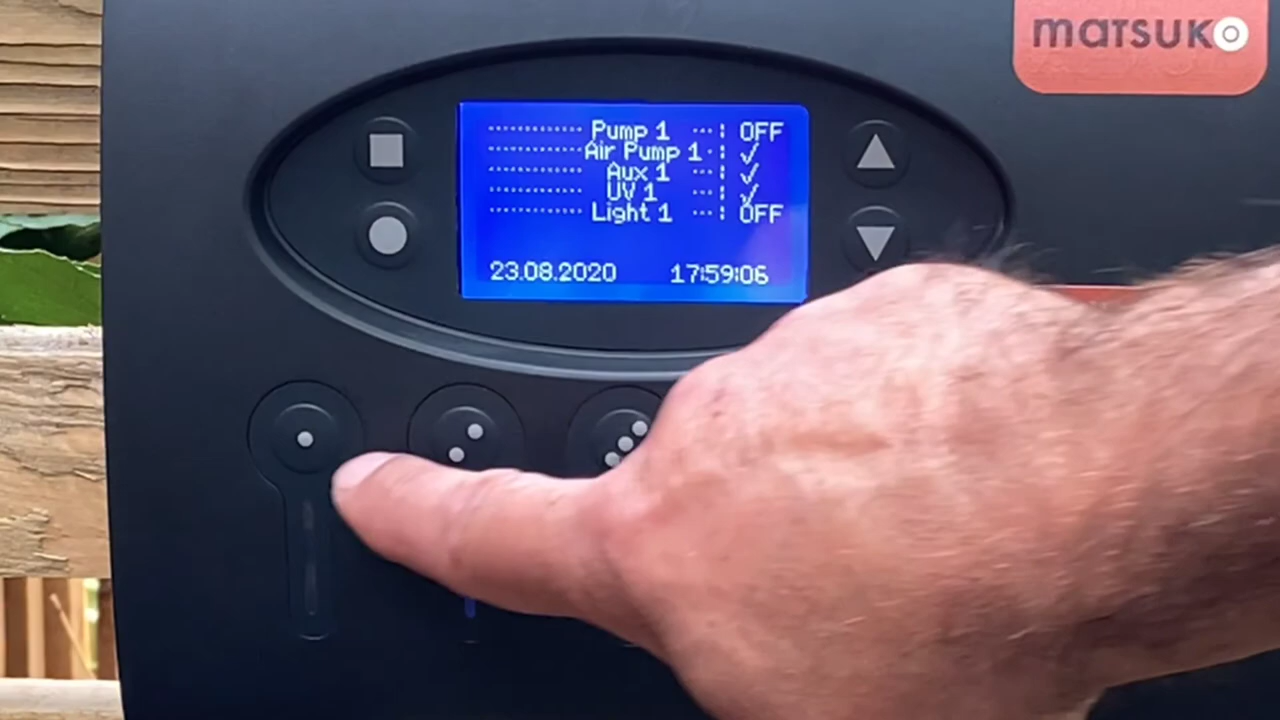 matsuko
Pump 1 : OFF
Air Pump 1 : ✓
Aux 1 : ✓
UV 1 : ✓
Light 1 : OFF
23.08.2020 17:59:06